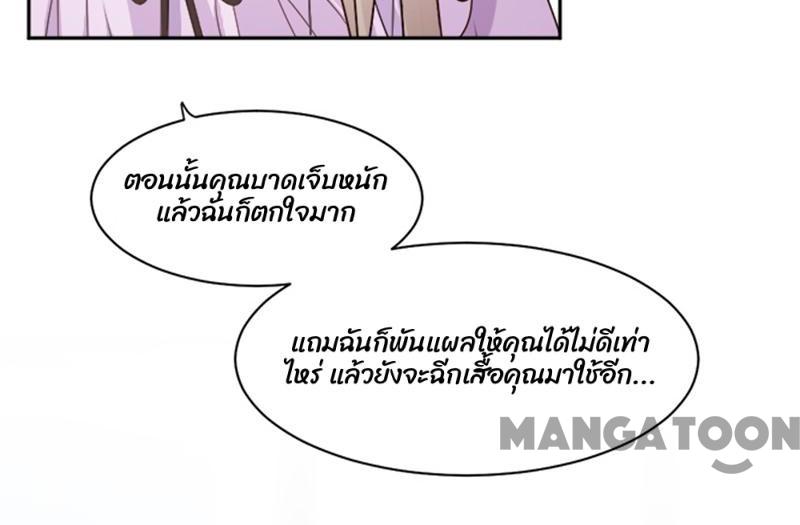 ตอนนั้นคุณบาดเจ็บหนัก
แล้วฉันก็ตกใจมาก
แถมฉันก็พันแผลให้คุณได้ไม่ดีเท่า
ไหร่ แล้วยังจะฉีกเสื้อคุณมาใช้อีก...
MANGATOON